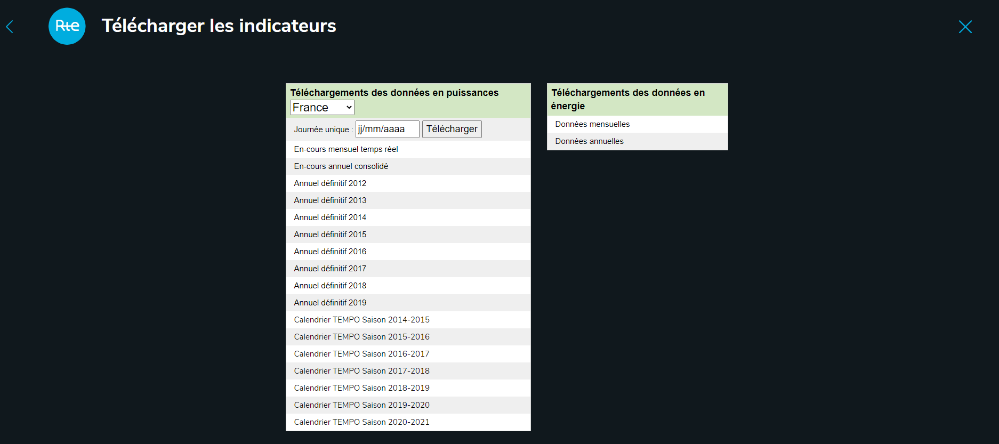 Rte
Télécharger les indicateurs
Téléchargements des données en puissances
France
Journée unique : jj/mm/aaaa Télécharger
En-cours mensuel temps réel
En-cours annuel consolidé
Annuel définitif 2012
Annuel définitif 2013
Annuel définitif 2014
Annuel définitif 2015
Annuel définitif 2016
Annuel définitif 2017
Annuel définitif 2018
Annuel définitif 2019
Calendrier TEMPO Saison 2014-2015
Calendrier TEMPO Saison 2015-2016
Calendrier TEMPO Saison 2016-2017
Calendrier TEMPO Saison 2017-2018
Calendrier TEMPO Saison 2018-2019
Calendrier TEMPO Saison 2019-2020
Calendrier TEMPO Saison 2020-2021
Téléchargements des données en
énergie
Données mensuelles
Données annuelles